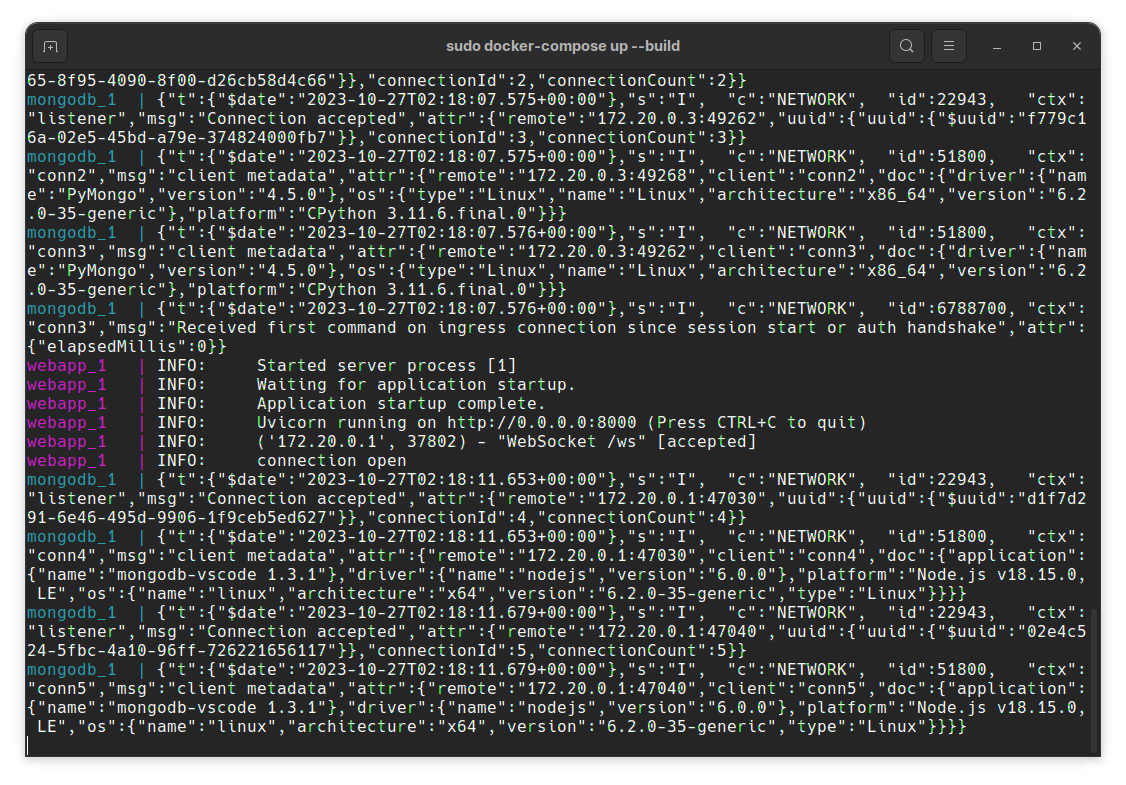 sudo docker-compose up --build
65-8f95-4090-8f00-d26cb58d4c66"}},"connectionId":2,"connectionCount":2}}
mongodb_1  | {"t":{"$date":"2023-10-27T02:18:07.575+00:00"},"s":"I",  "c":"NETWORK",  "id":22943,   "ctx":
"listener","msg":"Connection accepted","attr":{"remote":"172.20.0.3:49262","uuid":{"uuid":{"$uuid":"f779c1
6a-02e5-45bd-a79e-374824000fb7"}},"connectionId":3,"connectionCount":3}}
mongodb_1  | {"t":{"$date":"2023-10-27T02:18:07.575+00:00"},"s":"I",  "c":"NETWORK",  "id":51800,   "ctx":
"conn2","msg":"client metadata","attr":{"remote":"172.20.0.3:49268","client":"conn2","doc":{"driver":{"nam
e":"PyMongo","version":"4.5.0"},"os":{"type":"Linux","name":"Linux","architecture":"x86_64","version":"6.2
.0-35-generic"},"platform":"CPython 3.11.6.final.0"}}}
mongodb_1  | {"t":{"$date":"2023-10-27T02:18:07.576+00:00"},"s":"I",  "c":"NETWORK",  "id":51800,   "ctx":
"conn3","msg":"client metadata","attr":{"remote":"172.20.0.3:49262","client":"conn3","doc":{"driver":{"nam
e":"PyMongo","version":"4.5.0"},"os":{"type":"Linux","name":"Linux","architecture":"x86_64","version":"6.2
.0-35-generic"},"platform":"CPython 3.11.6.final.0"}}}
mongodb_1  | {"t":{"$date":"2023-10-27T02:18:07.576+00:00"},"s":"I",  "c":"NETWORK",  "id":6788700, "ctx":
"conn3","msg":"Received first command on ingress connection since session start or auth handshake","attr":
{"elapsedMillis":0}}
webapp_1   | INFO:     Started server process [1]
webapp_1   | INFO:     Waiting for application startup.
webapp_1   | INFO:     Application startup complete.
webapp_1   | INFO:     Uvicorn running on http://0.0.0.0:8000 (Press CTRL+C to quit)
webapp_1   | INFO:     ('172.20.0.1', 37802) - "WebSocket /ws" [accepted]
webapp_1   | INFO:     connection open
mongodb_1  | {"t":{"$date":"2023-10-27T02:18:11.653+00:00"},"s":"I",  "c":"NETWORK",  "id":22943,   "ctx":
"listener","msg":"Connection accepted","attr":{"remote":"172.20.0.1:47030","uuid":{"uuid":{"$uuid":"d1f7d2
91-6e46-495d-9906-1f9ceb5ed627"}},"connectionId":4,"connectionCount":4}}
mongodb_1  | {"t":{"$date":"2023-10-27T02:18:11.653+00:00"},"s":"I",  "c":"NETWORK",  "id":51800,   "ctx":
"conn4","msg":"client metadata","attr":{"remote":"172.20.0.1:47030","client":"conn4","doc":{"application":
{"name":"mongodb-vscode 1.3.1"},"driver":{"name":"nodejs","version":"6.0.0"},"platform":"Node.js v18.15.0,
 LE","os":{"name":"linux","architecture":"x64","version":"6.2.0-35-generic","type":"Linux"}}}}
mongodb_1  | {"t":{"$date":"2023-10-27T02:18:11.679+00:00"},"s":"I",  "c":"NETWORK",  "id":22943,   "ctx":
"listener","msg":"Connection accepted","attr":{"remote":"172.20.0.1:47040","uuid":{"uuid":{"$uuid":"02e4c5
24-5fbc-4a10-96ff-726221656117"}},"connectionId":5,"connectionCount":5}}
mongodb_1  | {"t":{"$date":"2023-10-27T02:18:11.679+00:00"},"s":"I",  "c":"NETWORK",  "id":51800,   "ctx":
"conn5","msg":"client metadata","attr":{"remote":"172.20.0.1:47040","client":"conn5","doc":{"application":
{"name":"mongodb-vscode 1.3.1"},"driver":{"name":"nodejs","version":"6.0.0"},"platform":"Node.js v18.15.0,
 LE","os":{"name":"linux","architecture":"x64","version":"6.2.0-35-generic","type":"Linux"}}}}